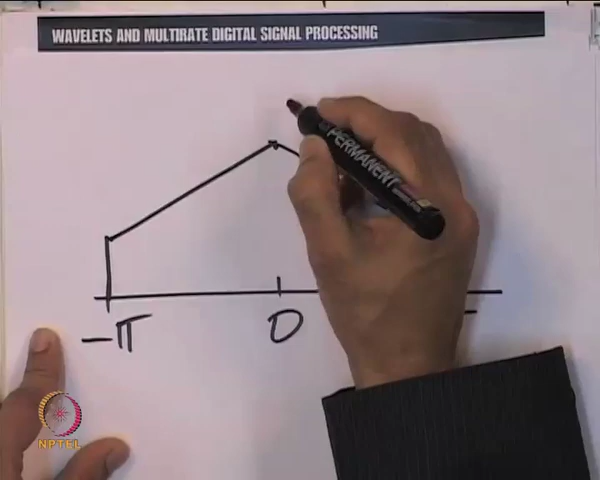 WAVELETS AND MULTIRATE DIGITAL SIGNAL PROCESSING
PERMANENT
-π 0
NPTEL